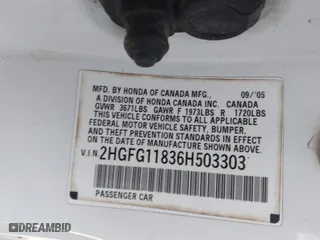 MFD. BY HONDA OF CANADA MFG., 09/'05
A DIVISION OF HONDA CANADA INC. CANADA
GVWR 3671LBS GAWR F 1973LBS R 1720LBS
THIS VEHICLE CONFORMS TO ALL APPLICABLE
FEDERAL MOTOR VEHICLE SAFETY, BUMPER,
AND THEFT PREVENTION STANDARDS IN EFFECT
ON THE DATE OF MANUFACTURE SHOWN ABOVE.
V.I.N. 2HGFG11836H503303
PASSENGER CAR
DREAMBID